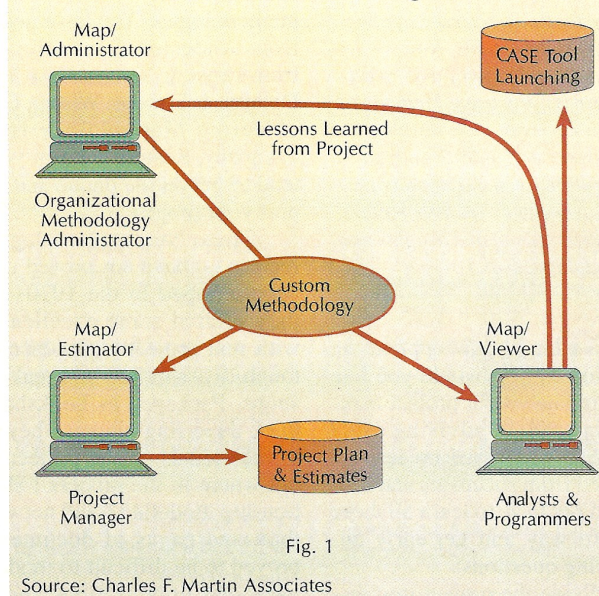 Map/
Administrator
CASE Tool
Launching
Lessons Learned
from Project
Organizational
Methodology
Administrator
Custom
Methodology
Map/
Estimator
Map/
Viewer
Project Plan
& Estimates
Project
Manager
Analysts &
Programmers
Fig. 1
Source: Charles F. Martin Associates